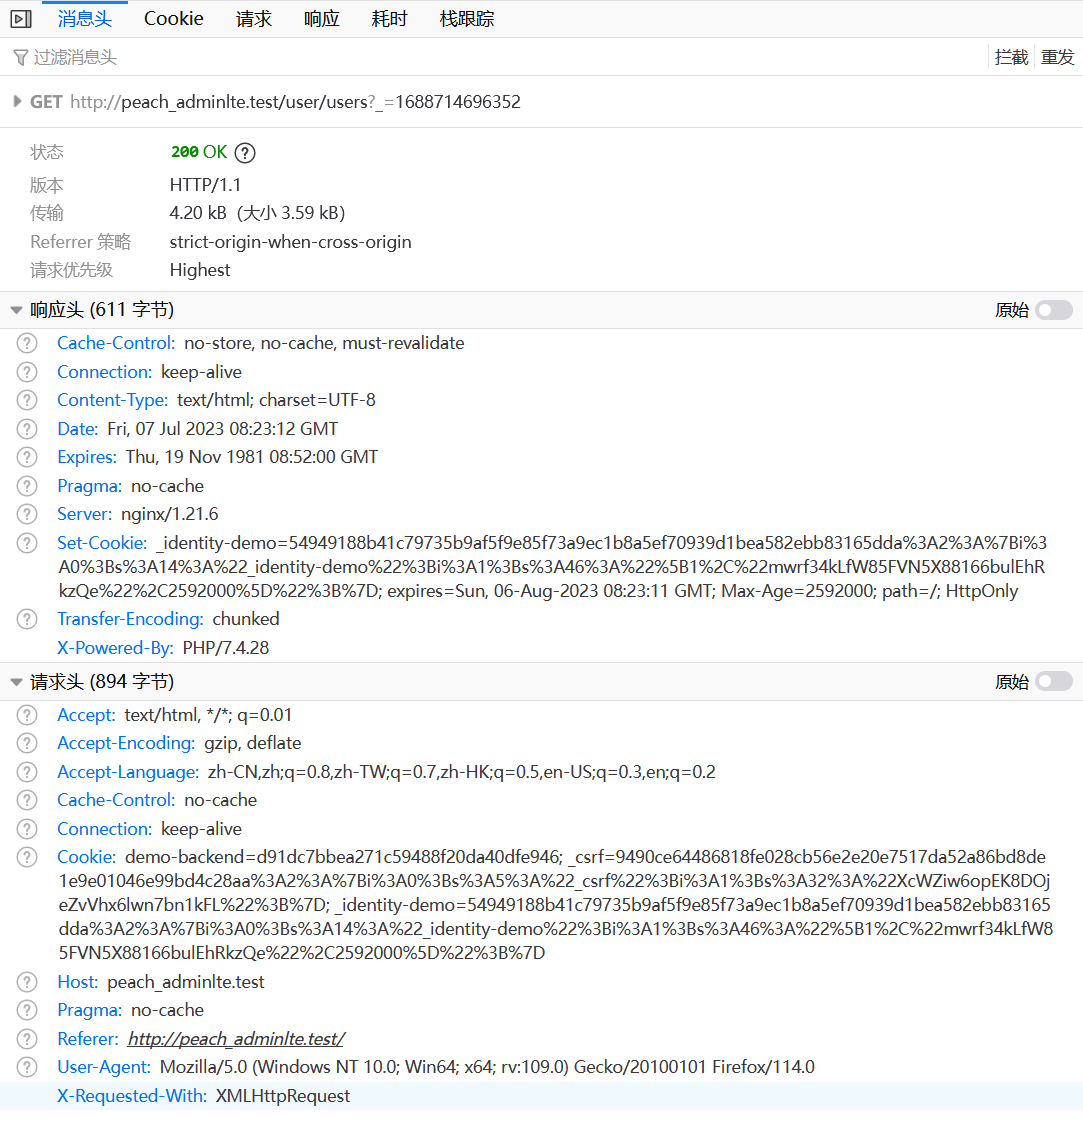 消息头 Cookie 请求 响应 耗时 栈跟踪
过滤消息头 拦截 重发
GET http://peach_adminlte.test/user/users?_=1688714696352
状态 200 OK
版本 HTTP/1.1
传输 4.20 kB (大小 3.59 kB)
Referrer 策略 strict-origin-when-cross-origin
请求优先级 Highest
响应头 (611 字节) 原始
Cache-Control: no-store, no-cache, must-revalidate
Connection: keep-alive
Content-Type: text/html; charset=UTF-8
Date: Fri, 07 Jul 2023 08:23:12 GMT
Expires: Thu, 19 Nov 1981 08:52:00 GMT
Pragma: no-cache
Server: nginx/1.21.6
Set-Cookie: _identity-demo=54949188b41c79735b9af5f9e85f73a9ec1b8a5ef70939d1bea582ebb83165dda%3A2%3A%7Bi%3
A0%3Bs%3A14%3A%22_identity-demo%22%3Bi%3A1%3Bs%3A46%3A%22%5B1%2C%22mwrf34kLfW85FVN5X88166bulEhR
kzQe%22%2C2592000%5D%22%3B%7D; expires=Sun, 06-Aug-2023 08:23:11 GMT; Max-Age=2592000; path=/; HttpOnly
Transfer-Encoding: chunked
X-Powered-By: PHP/7.4.28
请求头 (894 字节) 原始
Accept: text/html, */*; q=0.01
Accept-Encoding: gzip, deflate
Accept-Language: zh-CN,zh;q=0.8,zh-TW;q=0.7,zh-HK;q=0.5,en-US;q=0.3,en;q=0.2
Cache-Control: no-cache
Connection: keep-alive
Cookie: demo-backend=d91dc7bbea271c59488f20da40dfe946; _csrf=9490ce64486818fe028cb56e2e20e7517da52a86bd8de
1e9e01046e99bd4c28aa%3A2%3A%7Bi%3A0%3Bs%3A5%3A%22_csrf%22%3Bi%3A1%3Bs%3A32%3A%22XcWZiw6opEK8DOj
eZvVhx6lwn7bn1kFL%22%3B%7D; _identity-demo=54949188b41c79735b9af5f9e85f73a9ec1b8a5ef70939d1bea582ebb83165
dda%3A2%3A%7Bi%3A0%3Bs%3A14%3A%22_identity-demo%22%3Bi%3A1%3Bs%3A46%3A%22%5B1%2C%22mwrf34kLfW8
5FVN5X88166bulEhRkzQe%22%2C2592000%5D%22%3B%7D
Host: peach_adminlte.test
Pragma: no-cache
Referer: http://peach_adminlte.test/
User-Agent: Mozilla/5.0 (Windows NT 10.0; Win64; x64; rv:109.0) Gecko/20100101 Firefox/114.0
X-Requested-With: XMLHttpRequest